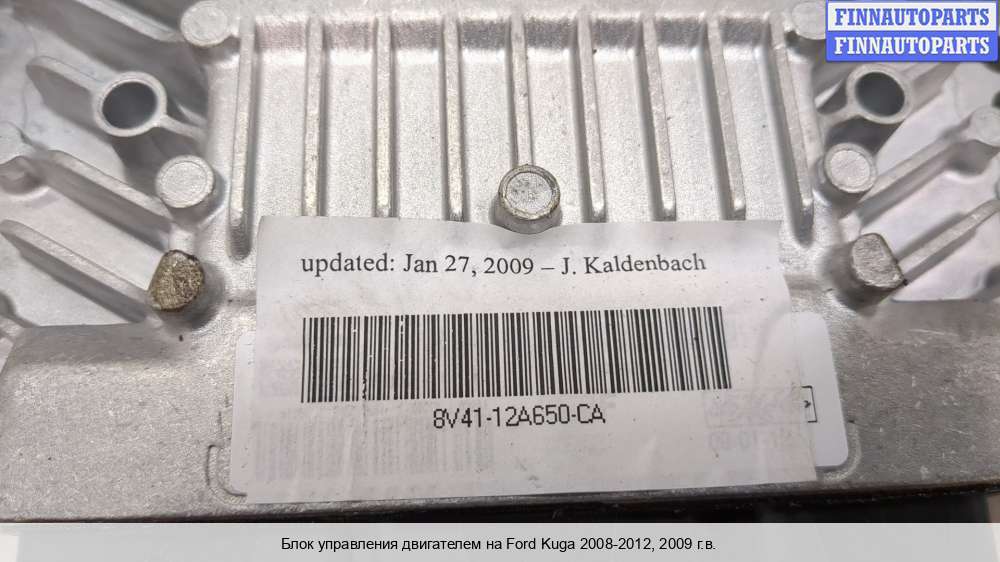 FINNAUTOPARTS
FINNAUTOPARTS
updated: Jan 27, 2009 – J. Kaldenbach
8V41-12A650-CA
Блок управления двигателем на Ford Kuga 2008-2012, 2009 г.в.